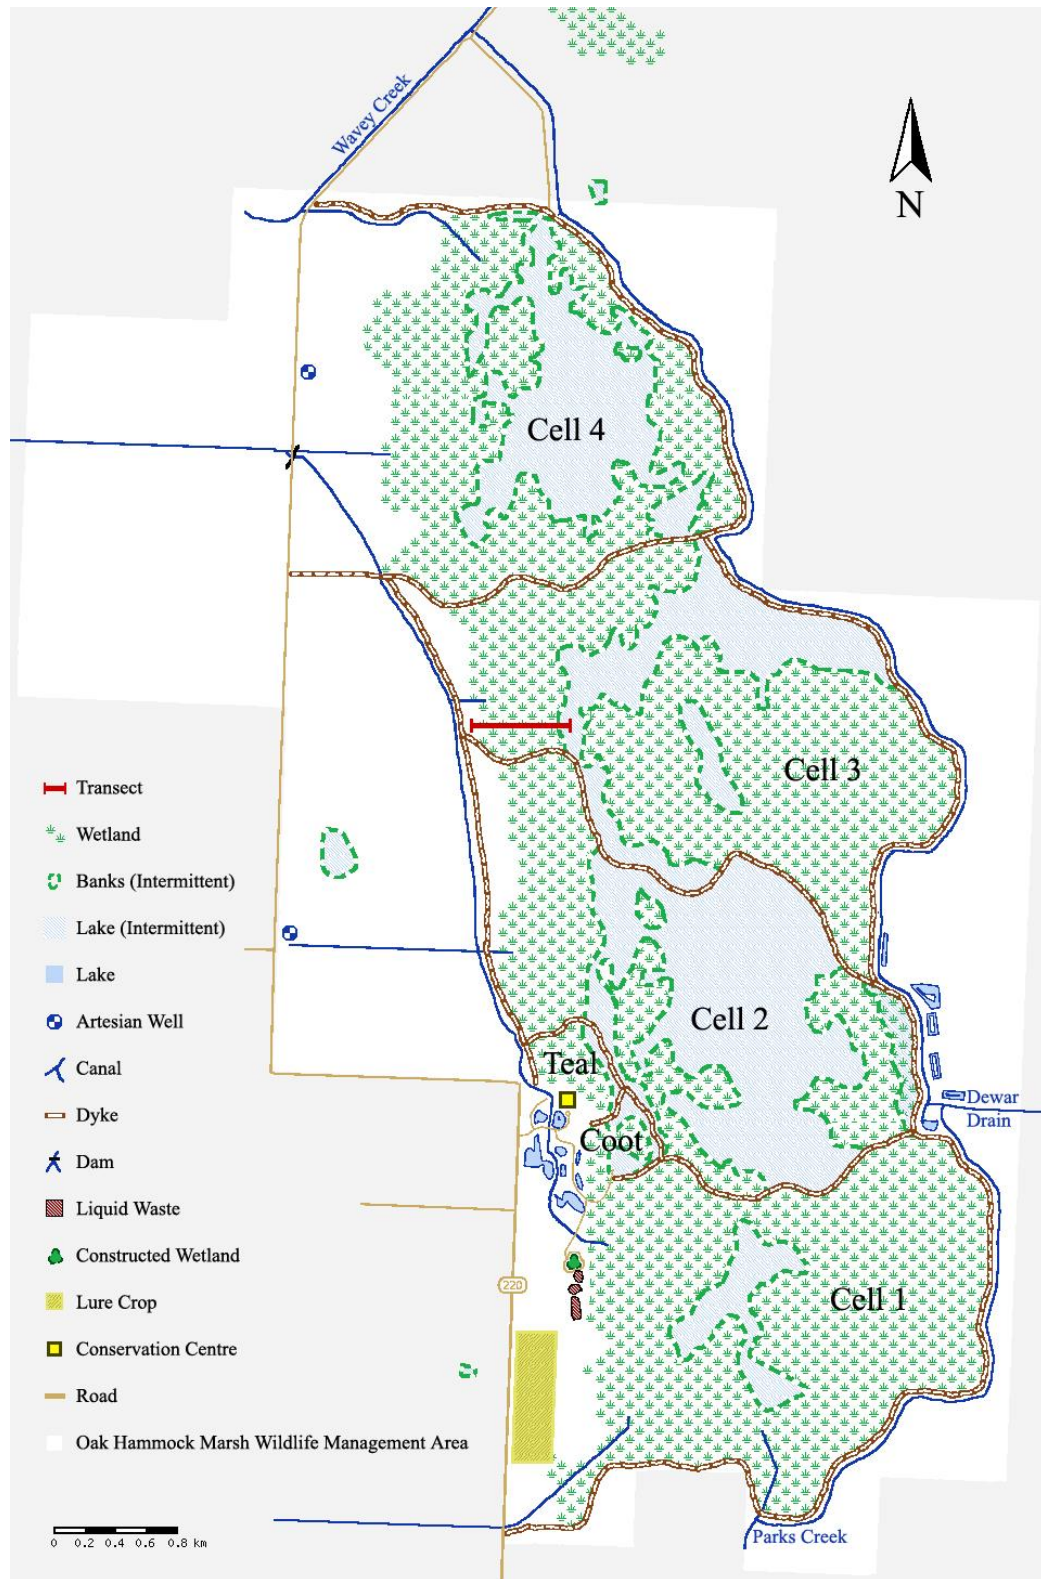 Wavey Creek
N
Cell 4
Cell 3
Transect
Wetland
Banks (Intermittent)
Lake (Intermittent)
Lake
Artesian Well
Canal
Dyke
Dam
Liquid Waste
Constructed Wetland
Lure Crop
Conservation Centre
Road
Oak Hammock Marsh Wildlife Management Area
Cell 2
Teal
Dewar
Drain
Coot
220
Cell 1
0 0.2 0.4 0.6 0.8 km
Parks Creek